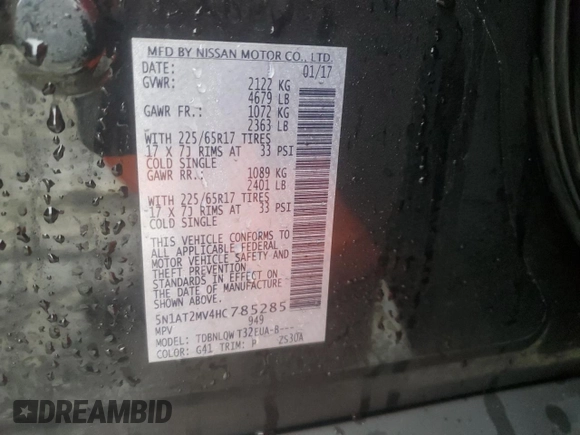 MFD BY NISSAN MOTOR CO., LTD.
DATE: 01/17
GVWR: 2122 KG
4679 LB
GAWR FR.: 1072 KG
2363 LB
WITH 225/65R17 TIRES
17 X 7J RIMS AT 33 PSI
COLD SINGLE
GAWR RR.: 1089 KG
2401 LB
WITH 225/65R17 TIRES
17 X 7J RIMS AT 33 PSI
COLD SINGLE
THIS VEHICLE CONFORMS TO
ALL APPLICABLE FEDERAL
MOTOR VEHICLE SAFETY AND
THEFT PREVENTION
STANDARDS IN EFFECT ON
THE DATE OF MANUFACTURE
SHOWN ABOVE.
5N1AT2MV4HC785285
MPV 949
MODEL: TDBNLQWT32EUA-B---
COLOR: G41 TRIM: P 2S30A
DREAMBID